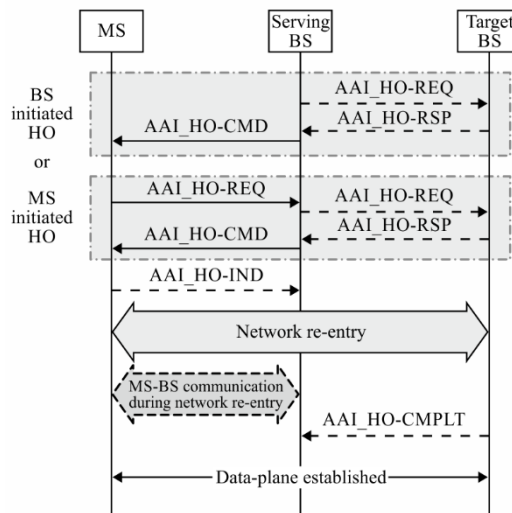 MS
Serving
BS
Target
BS
BS
initiated
HO
AAI_HO-REQ
AAI_HO-RSP
AAI_HO-CMD
or
MS
initiated
HO
AAI_HO-REQ
AAI_HO-REQ
AAI_HO-RSP
AAI_HO-CMD
AAI_HO-IND
Network re-entry
MS-BS communication
during network re-entry
AAI_HO-CMPLT
Data-plane established